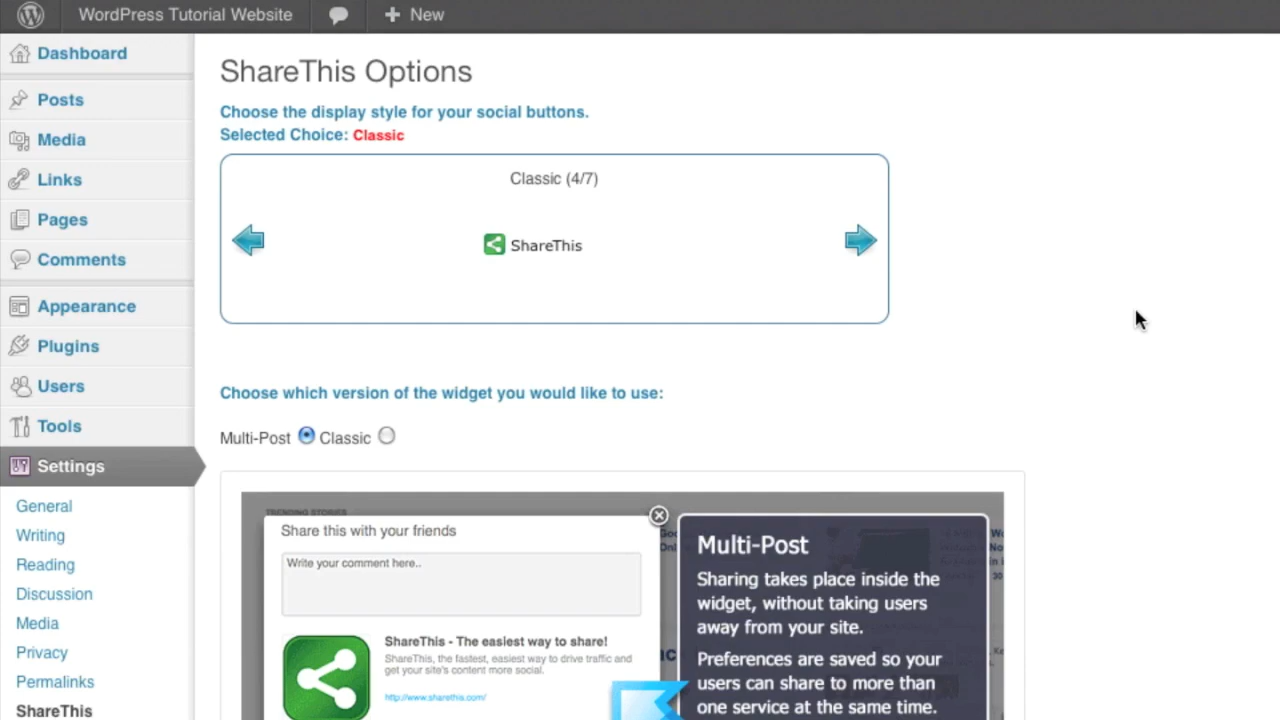 WordPress Tutorial Website
New
Dashboard
Posts
Media
Links
Pages
Comments
Appearance
Plugins
Users
Tools
Settings
General
Writing
Reading
Discussion
Media
Privacy
Permalinks
ShareThis
ShareThis Options
Choose the display style for your social buttons.
Selected Choice: Classic
Classic (4/7)
ShareThis
Choose which version of the widget you would like to use:
Multi-Post Classic
TRENDING STORIES
Share this with your friends
Write your comment here..
ShareThis - The easiest way to share!
ShareThis, the fastest, easiest way to drive traffic and
get your site's content more social.
http://www.sharethis.com/
Multi-Post
Sharing takes place inside the
widget, without taking users
away from your site.
Preferences are saved so your
users can share to more than
one service at the same time.